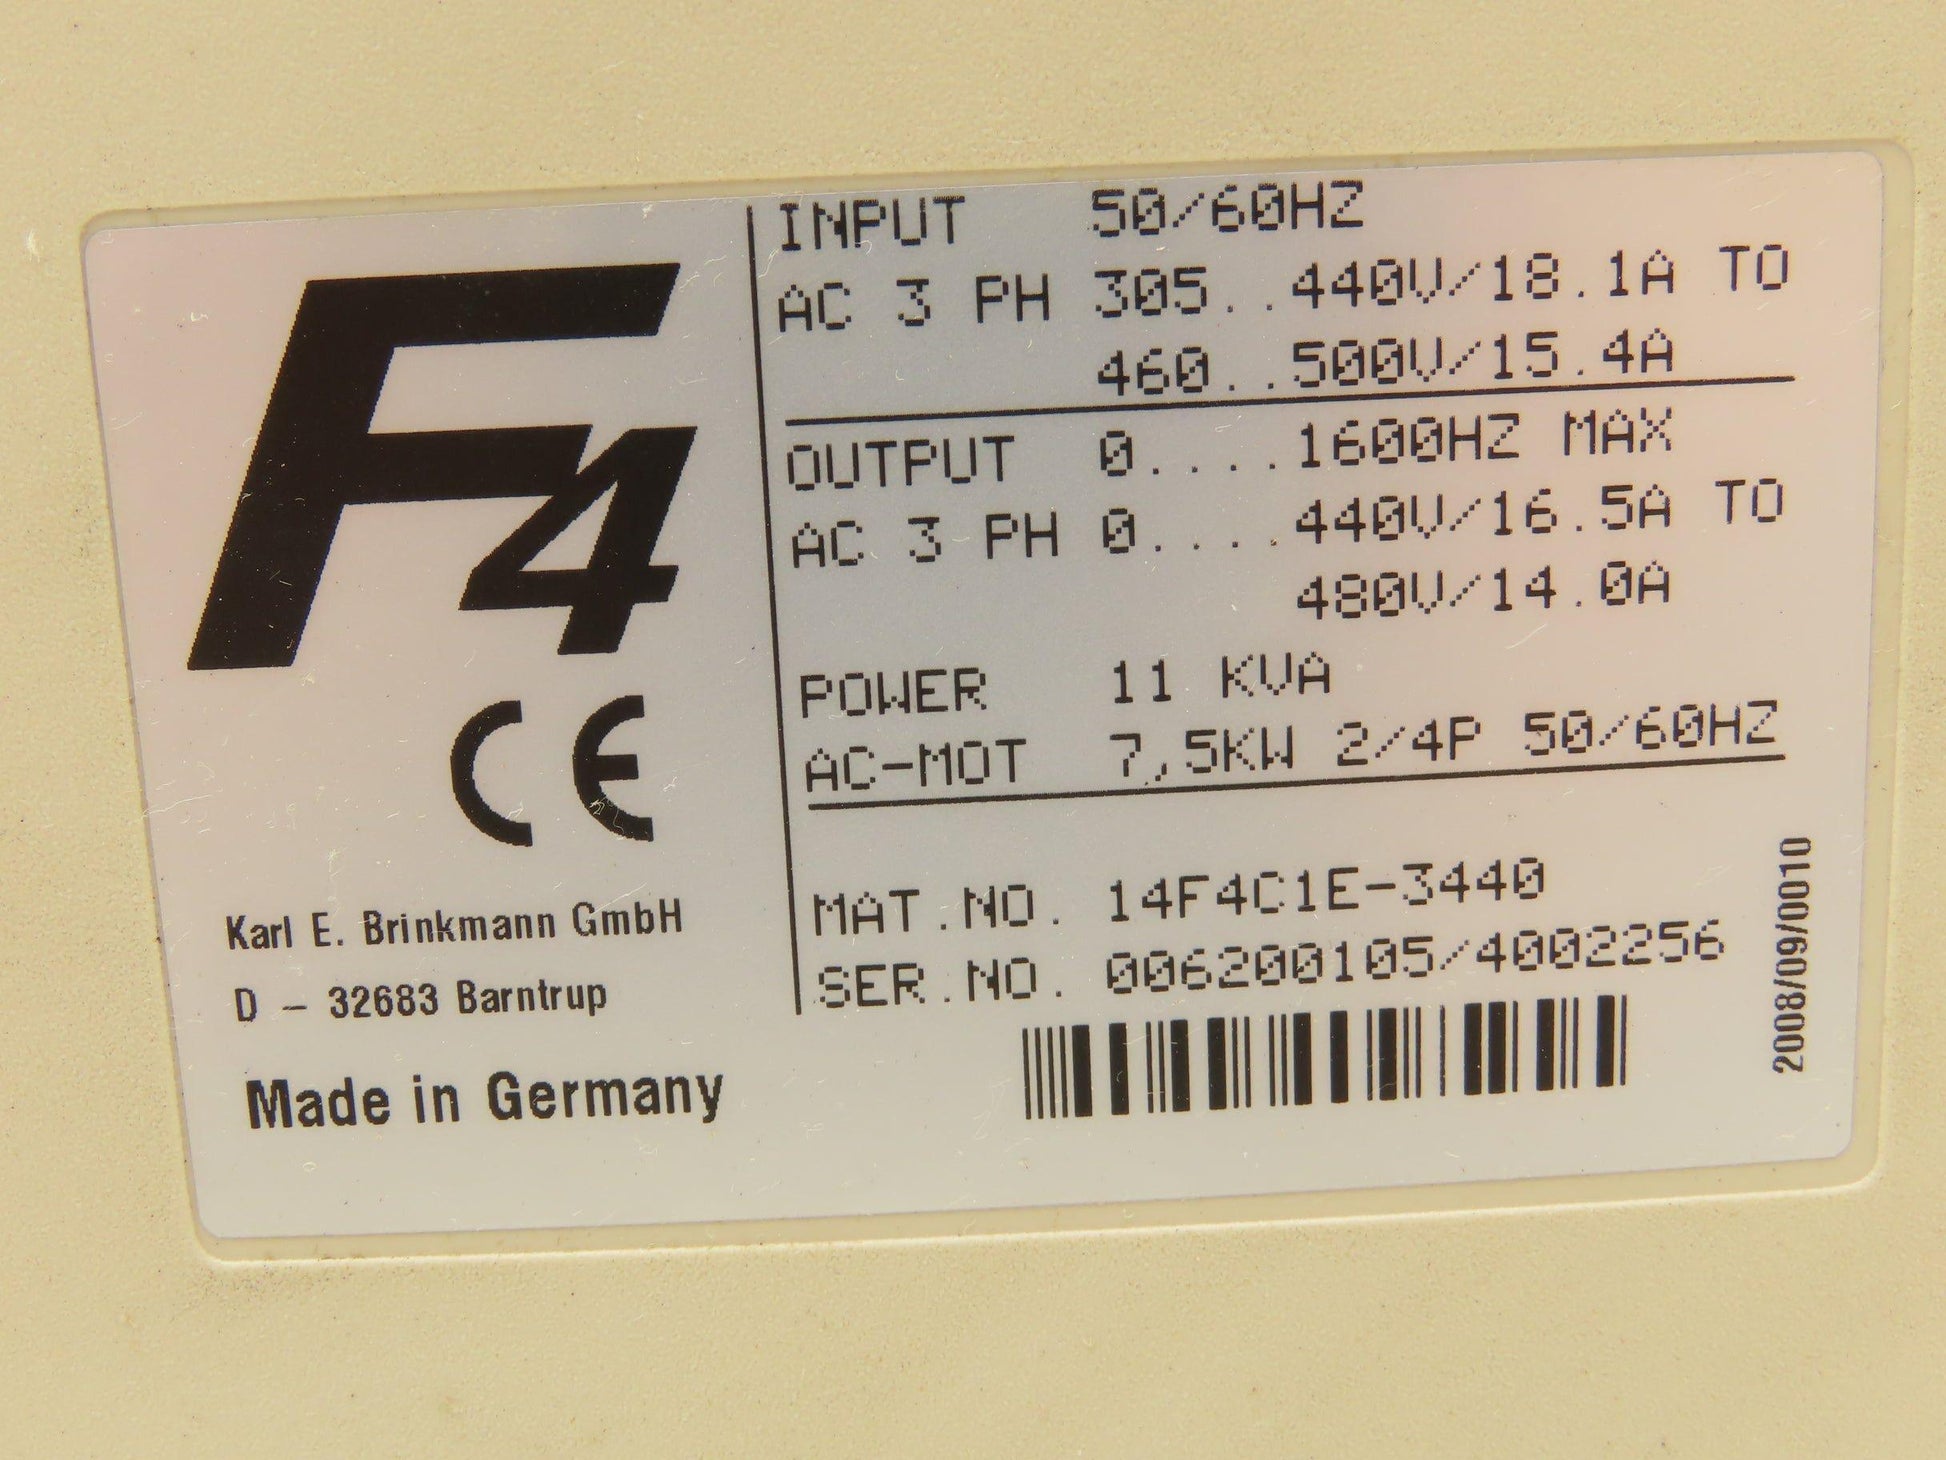 F4
CE
Karl E. Brinkmann GmbH
D – 32683 Barntrup
Made in Germany
INPUT 50/60HZ
AC 3 PH 305..440V/18.1A TO
460..500V/15.4A
OUTPUT 0....1600HZ MAX
AC 3 PH 0....440V/16.5A TO
480V/14.0A
POWER 11 KVA
AC-MOT 7,5KW 2/4P 50/60HZ
MAT.NO. 14F4C1E-3440
SER.NO. 006200105/4002256
2008/09/0010